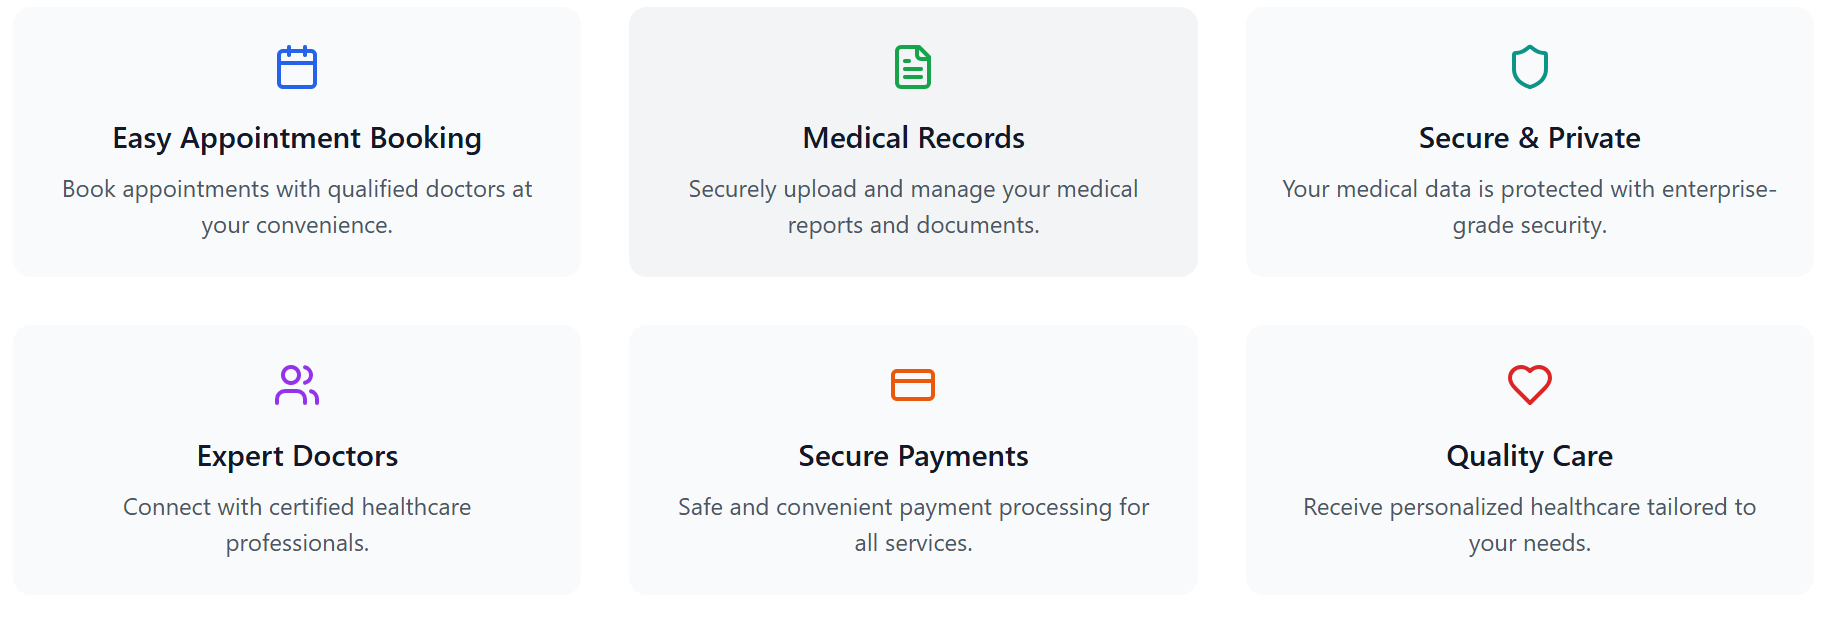 Easy Appointment Booking
Book appointments with qualified doctors at
your convenience.
Medical Records
Securely upload and manage your medical
reports and documents.
Secure & Private
Your medical data is protected with enterprise-
grade security.
Expert Doctors
Connect with certified healthcare
professionals.
Secure Payments
Safe and convenient payment processing for
all services.
Quality Care
Receive personalized healthcare tailored to
your needs.